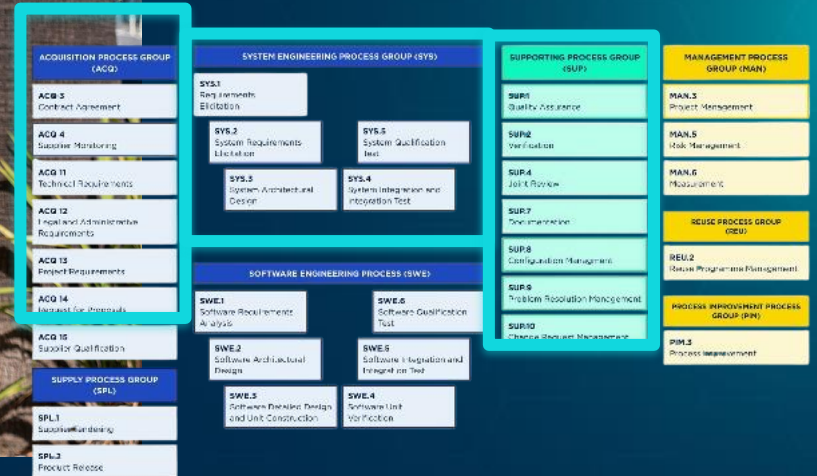 ACQUISITION PROCESS GROUP
(ACQ)
ACQ 3
Contract Agreement
ACQ 4
Supplier Monitoring
ACQ 11
Technical Requirements
ACQ 12
Legal and Administrative
Requirements
ACQ 13
Project Requirements
ACQ 14
Request for Proposals
ACQ 15
Supplier Qualification
SUPPLY PROCESS GROUP
(SPL)
SPL.1
Supplier Tendering
SPL.2
Product Release
SYSTEM ENGINEERING PROCESS GROUP (SYS)
SYS.1
Requirements
Elicitation
SYS.2
System Requirements
Elicitation
SYS.3
System Architectural
Design
SYS.5
System Qualification
Test
SYS.4
System Integration and
Integration Test
SOFTWARE ENGINEERING PROCESS (SWE)
SWE.1
Software Requirements
Analysis
SWE.2
Software Architectural
Design
SWE.3
Software Detailed Design
and Unit Construction
SWE.6
Software Qualification
Test
SWE.5
Software Integration and
Integration Test
SWE.4
Software Unit
Verification
SUPPORTING PROCESS GROUP
(SUP)
SUP.1
Quality Assurance
SUP.2
Verification
SUP.4
Joint Review
SUP.7
Documentation
SUP.8
Configuration Managment
SUP.9
Problem Resolution Management
SUP.10
Change Request Management
MANAGEMENT PROCESS
GROUP (MAN)
MAN.3
Project Management
MAN.5
Risk Management
MAN.6
Measurement
REUSE PROCESS GROUP
(REU)
REU.2
Reuse Programme Management
PROCESS IMPROVEMENT PROCESS
GROUP (PIM)
PIM.3
Process Improvement